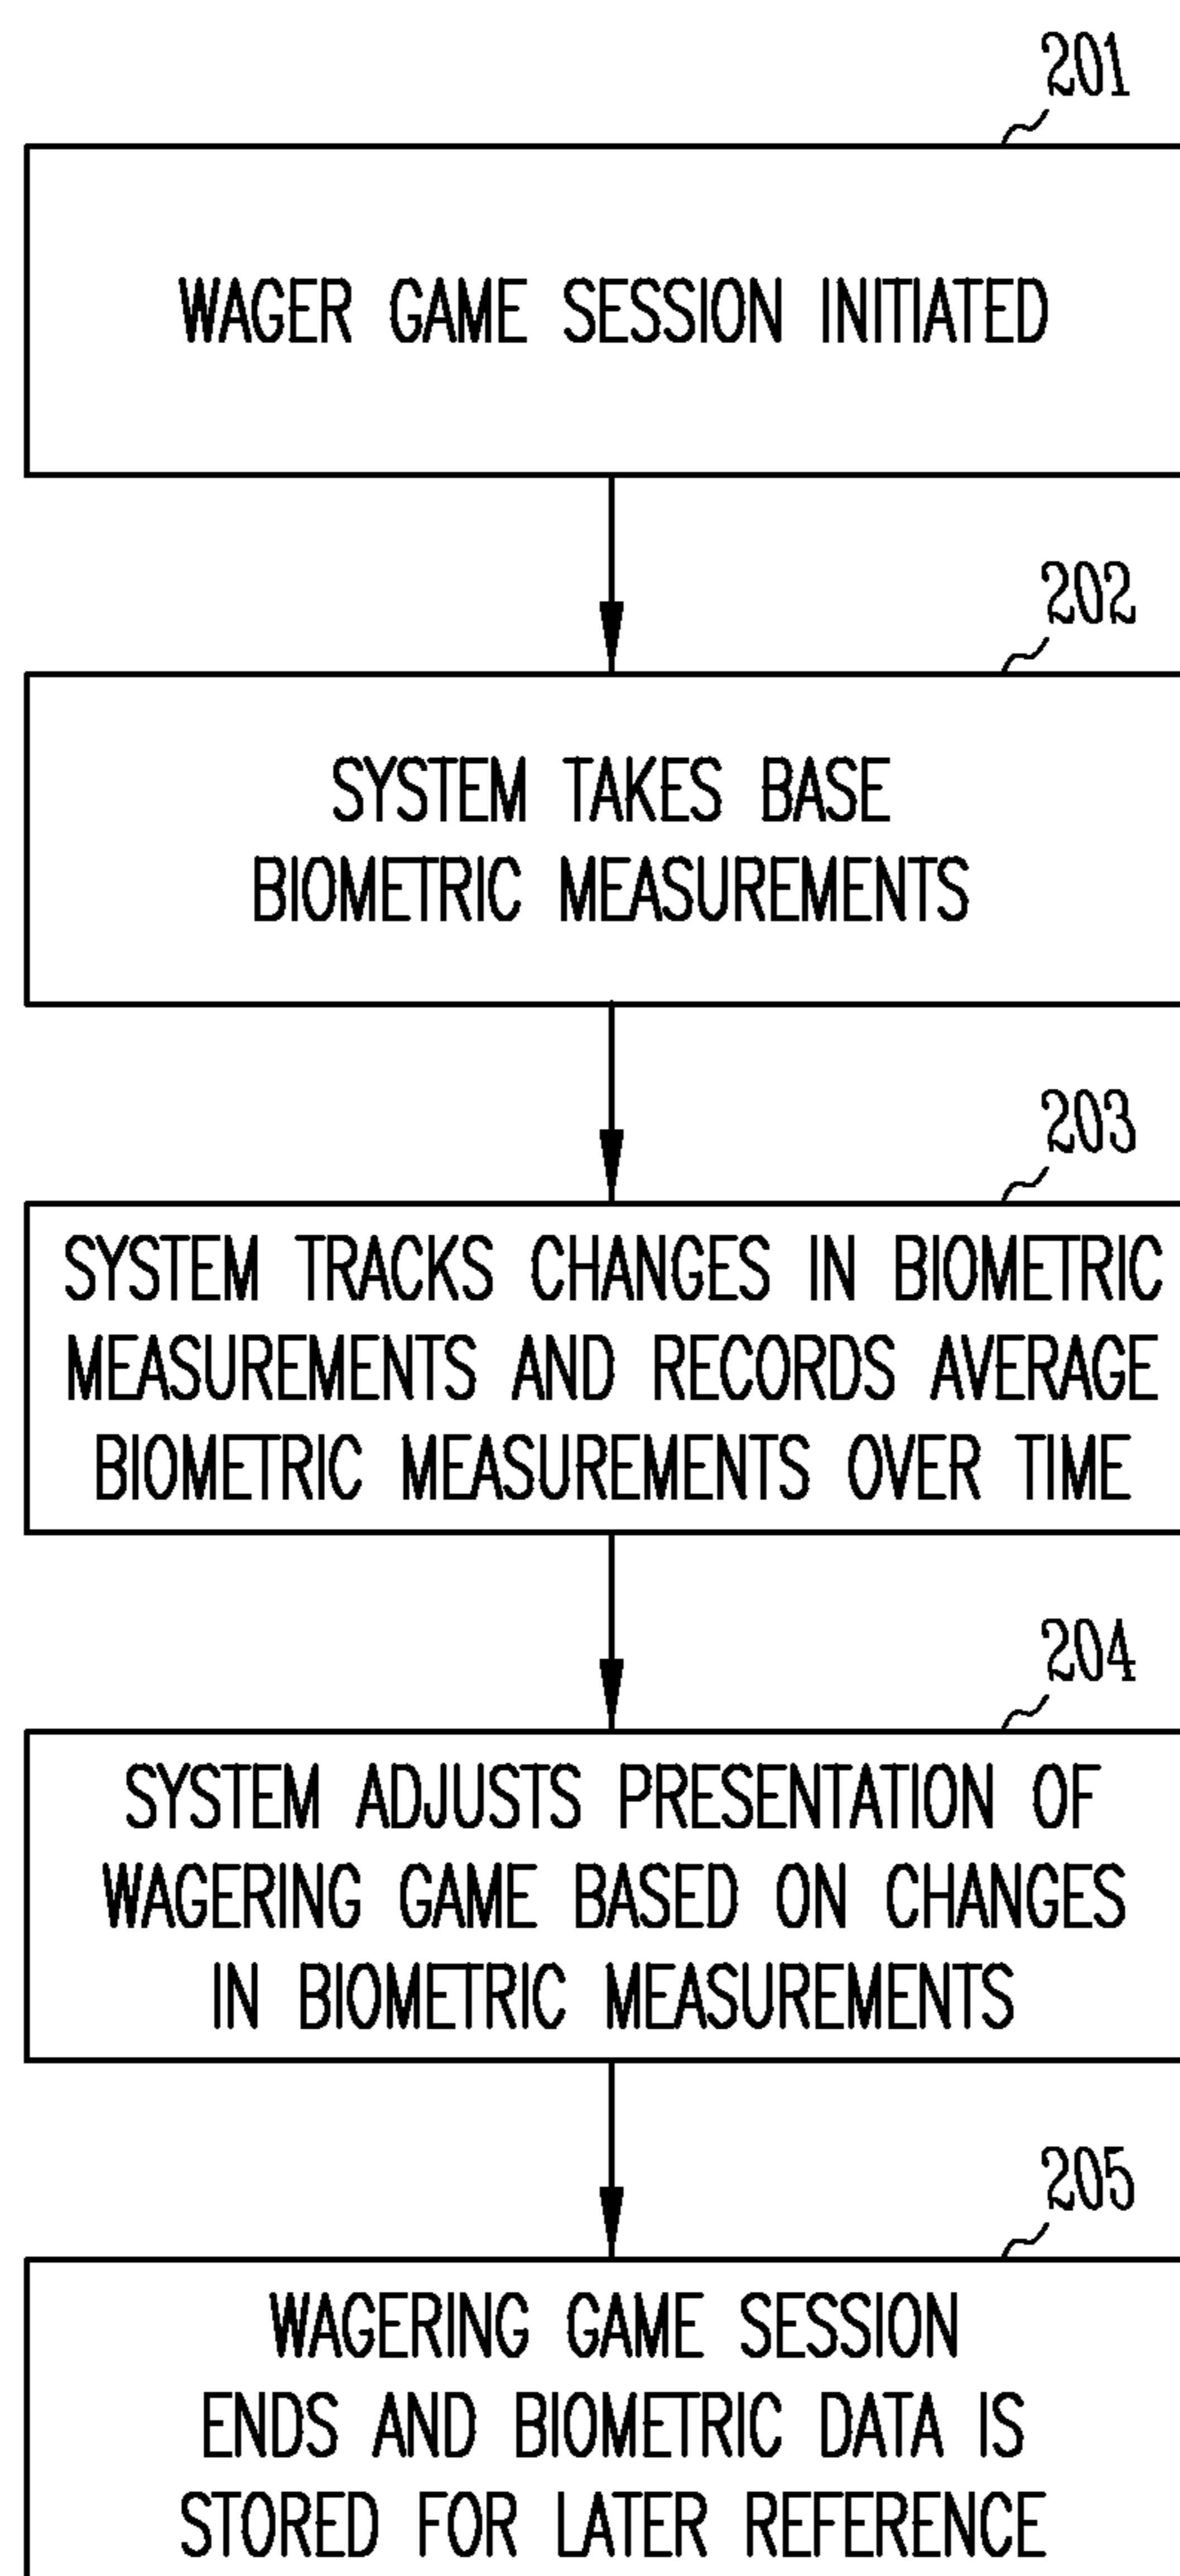 201
WAGER GAME SESSION INITIATED
202
SYSTEM TAKES BASE
BIOMETRIC MEASUREMENTS
203
SYSTEM TRACKS CHANGES IN BIOMETRIC
MEASUREMENTS AND RECORDS AVERAGE
BIOMETRIC MEASUREMENTS OVER TIME
204
SYSTEM ADJUSTS PRESENTATION OF
WAGERING GAME BASED ON CHANGES
IN BIOMETRIC MEASUREMENTS
205
WAGERING GAME SESSION
ENDS AND BIOMETRIC DATA IS
STORED FOR LATER REFERENCE